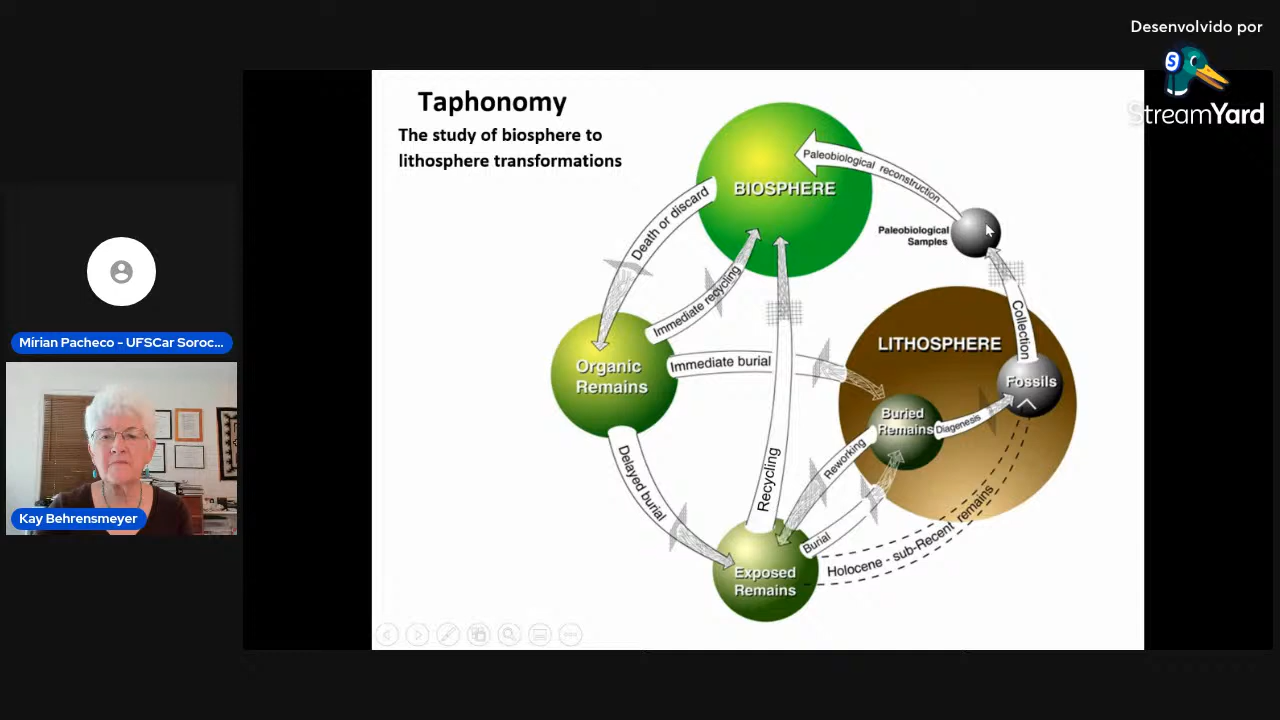 Desenvolvido por
S
StreamYard
Taphonomy
The study of biosphere to
lithosphere transformations
BIOSPHERE
Paleobiological reconstruction
Death or discard
Paleobiological
Samples
Immediate recycling
Collection
LITHOSPHERE
Organic
Remains
Immediate burial
Fossils
Buried
Remains
Diagenesis
Delayed burial
Recycling
Reworking
Burial
Holocene - sub-Recent remains
Exposed
Remains
Mírian Pacheco - UFSCar Soroc...
Kay Behrensmeyer